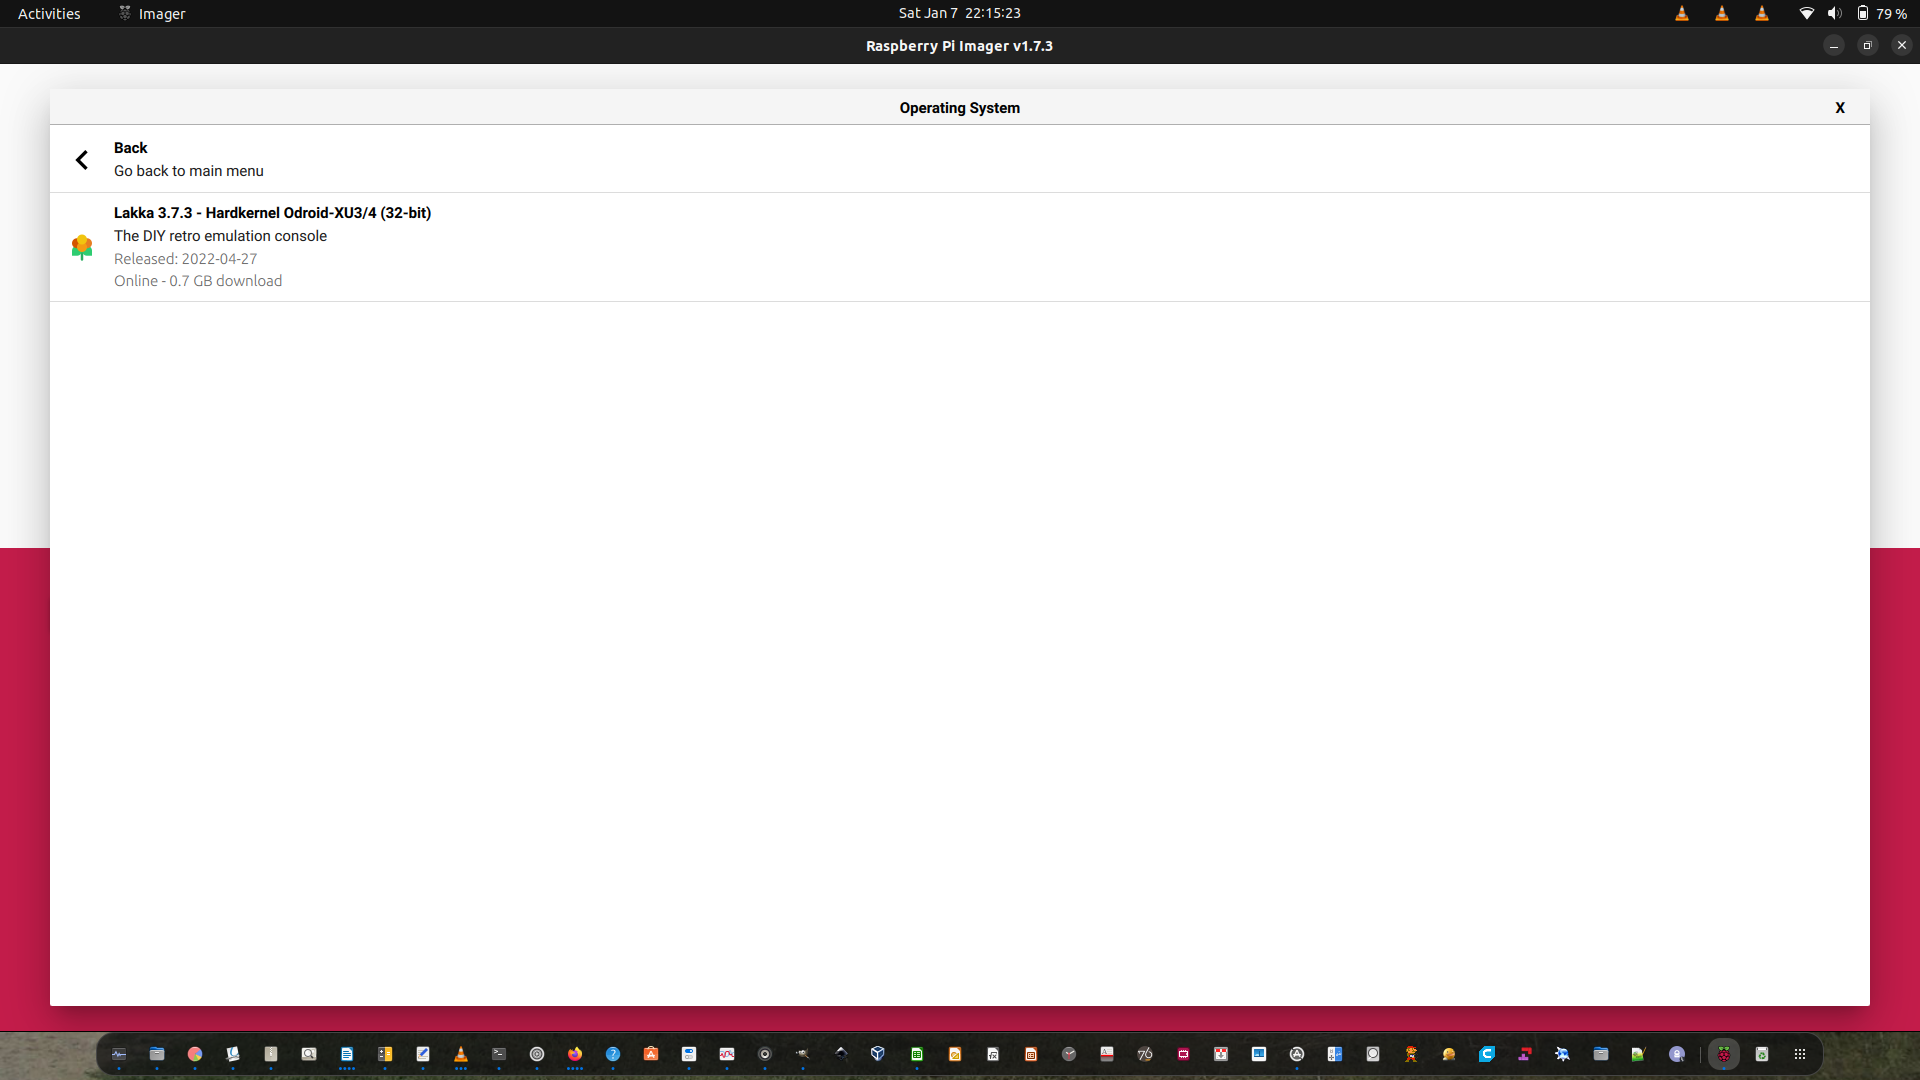 Activities
Imager
Sat Jan 7 22:15:23
79 %
Raspberry Pi Imager v1.7.3
Operating System
X
Back
Go back to main menu
Lakka 3.7.3 - Hardkernel Odroid-XU3/4 (32-bit)
The DIY retro emulation console
Released: 2022-04-27
Online - 0.7 GB download